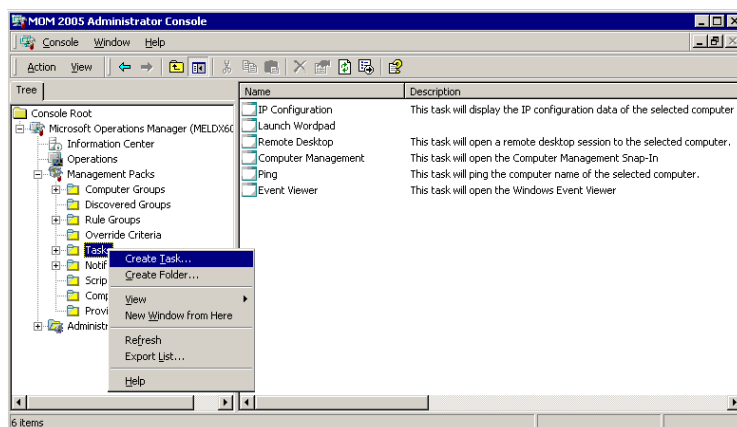 MOM 2005 Administrator Console
Console Window Help
Action View
Tree
Console Root
Microsoft Operations Manager (MELDX6
Information Center
Operations
Management Packs
Computer Groups
Discovered Groups
Rule Groups
Override Criteria
Task
Notif
Scrip
Comp
Provi
Administr
Create Task...
Create Folder...
View
New Window from Here
Refresh
Export List...
Help
Name Description
IP Configuration This task will display the IP configuration data of the selected computer
Launch Wordpad
Remote Desktop This task will open a remote desktop session to the selected computer.
Computer Management This task will open the Computer Management Snap-In
Ping This task will ping the computer name of the selected computer.
Event Viewer This task will open the Windows Event Viewer
6 items